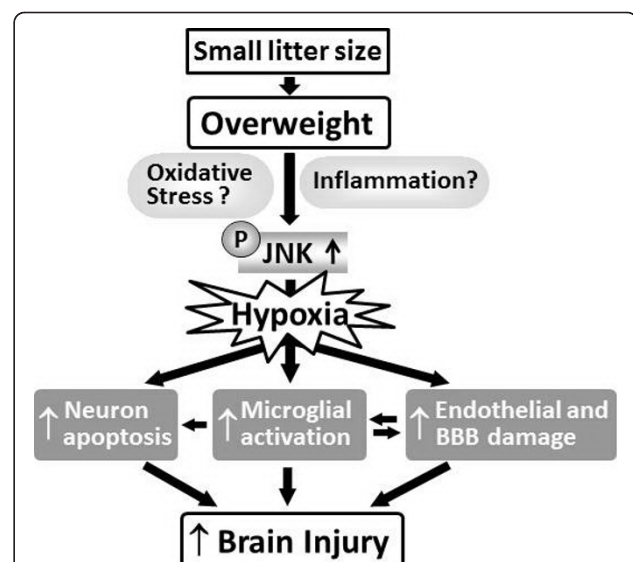 Small litter size
Overweight
Oxidative
Stress ?
Inflammation?
P
JNK ↑
Hypoxia
↑ Neuron
apoptosis
↑ Microglial
activation
↑ Endothelial and
BBB damage
↑ Brain Injury